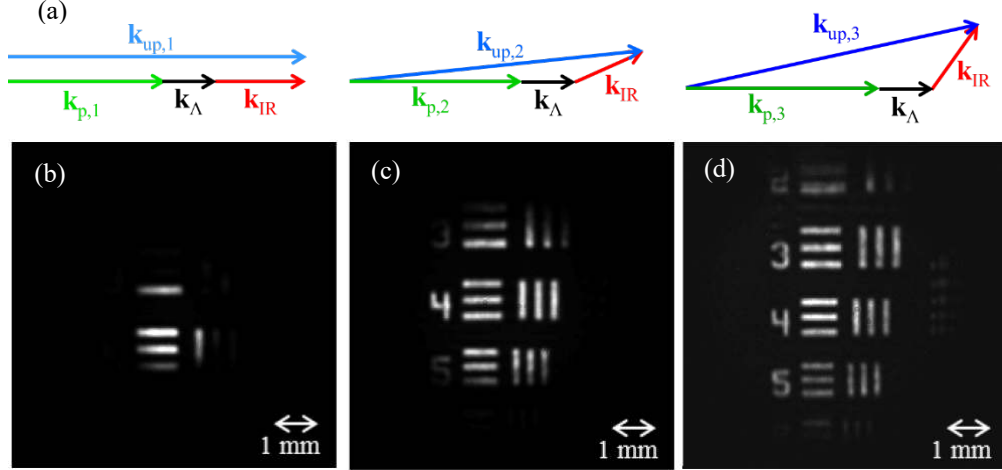 (a)
k_up,1
k_p,1 k_Λ k_IR
k_up,2
k_p,2 k_Λ k_IR
k_up,3
k_p,3 k_Λ k_IR
(b)
1 mm
(c)
3
4
5
1 mm
(d)
3
4
5
1 mm